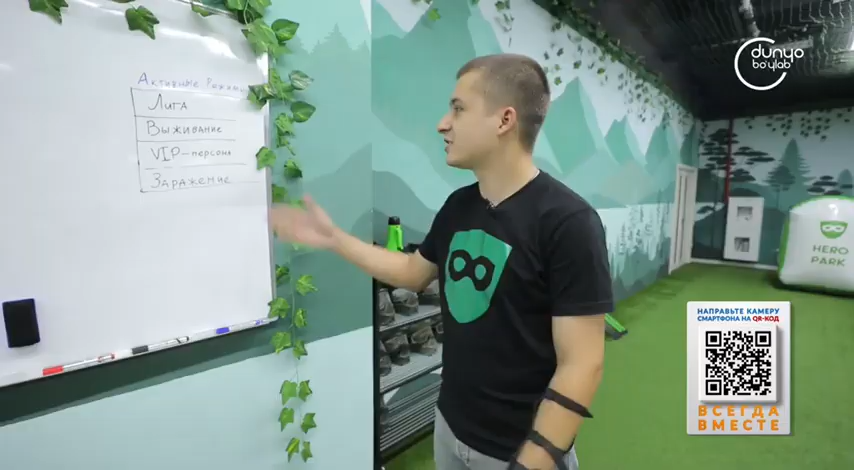 dunyo
bo'ylab
Активные Режимы
Лига
Выживание
VIP-персона
Заражение
HERO
PARK
НАПРАВЬТЕ КАМЕРУ
СМАРТФОНА НА QR-КОД
ВСЕГДА
ВМЕСТЕ